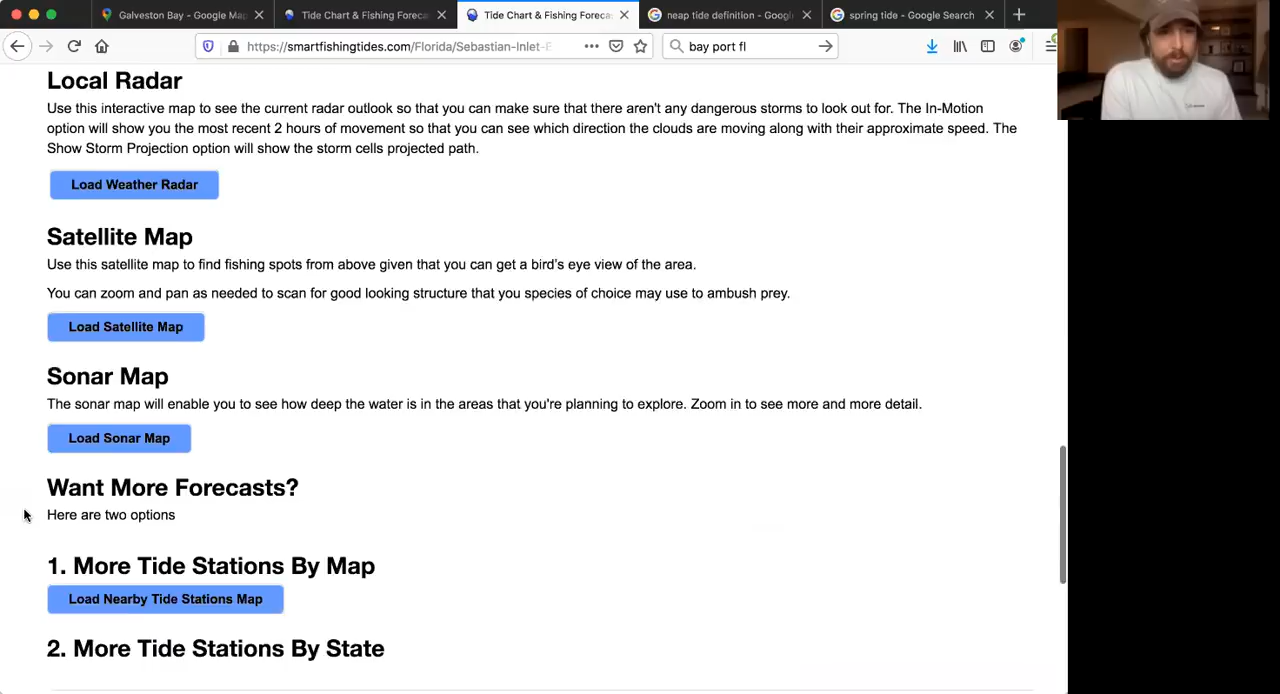 Galveston Bay - Google Ma
Tide Chart & Fishing Foreca
Tide Chart & Fishing Foreca
neap tide definition - Googl
spring tide - Google Search
https://smartfishingtides.com/Florida/Sebastian-Inlet-B
bay port fl
Local Radar
Use this interactive map to see the current radar outlook so that you can make sure that there aren't any dangerous storms to look out for. The In-Motion
option will show you the most recent 2 hours of movement so that you can see which direction the clouds are moving along with their approximate speed. The
Show Storm Projection option will show the storm cells projected path.
Load Weather Radar
Satellite Map
Use this satellite map to find fishing spots from above given that you can get a bird's eye view of the area.
You can zoom and pan as needed to scan for good looking structure that you species of choice may use to ambush prey.
Load Satellite Map
Sonar Map
The sonar map will enable you to see how deep the water is in the areas that you're planning to explore. Zoom in to see more and more detail.
Load Sonar Map
Want More Forecasts?
Here are two options
1. More Tide Stations By Map
Load Nearby Tide Stations Map
2. More Tide Stations By State